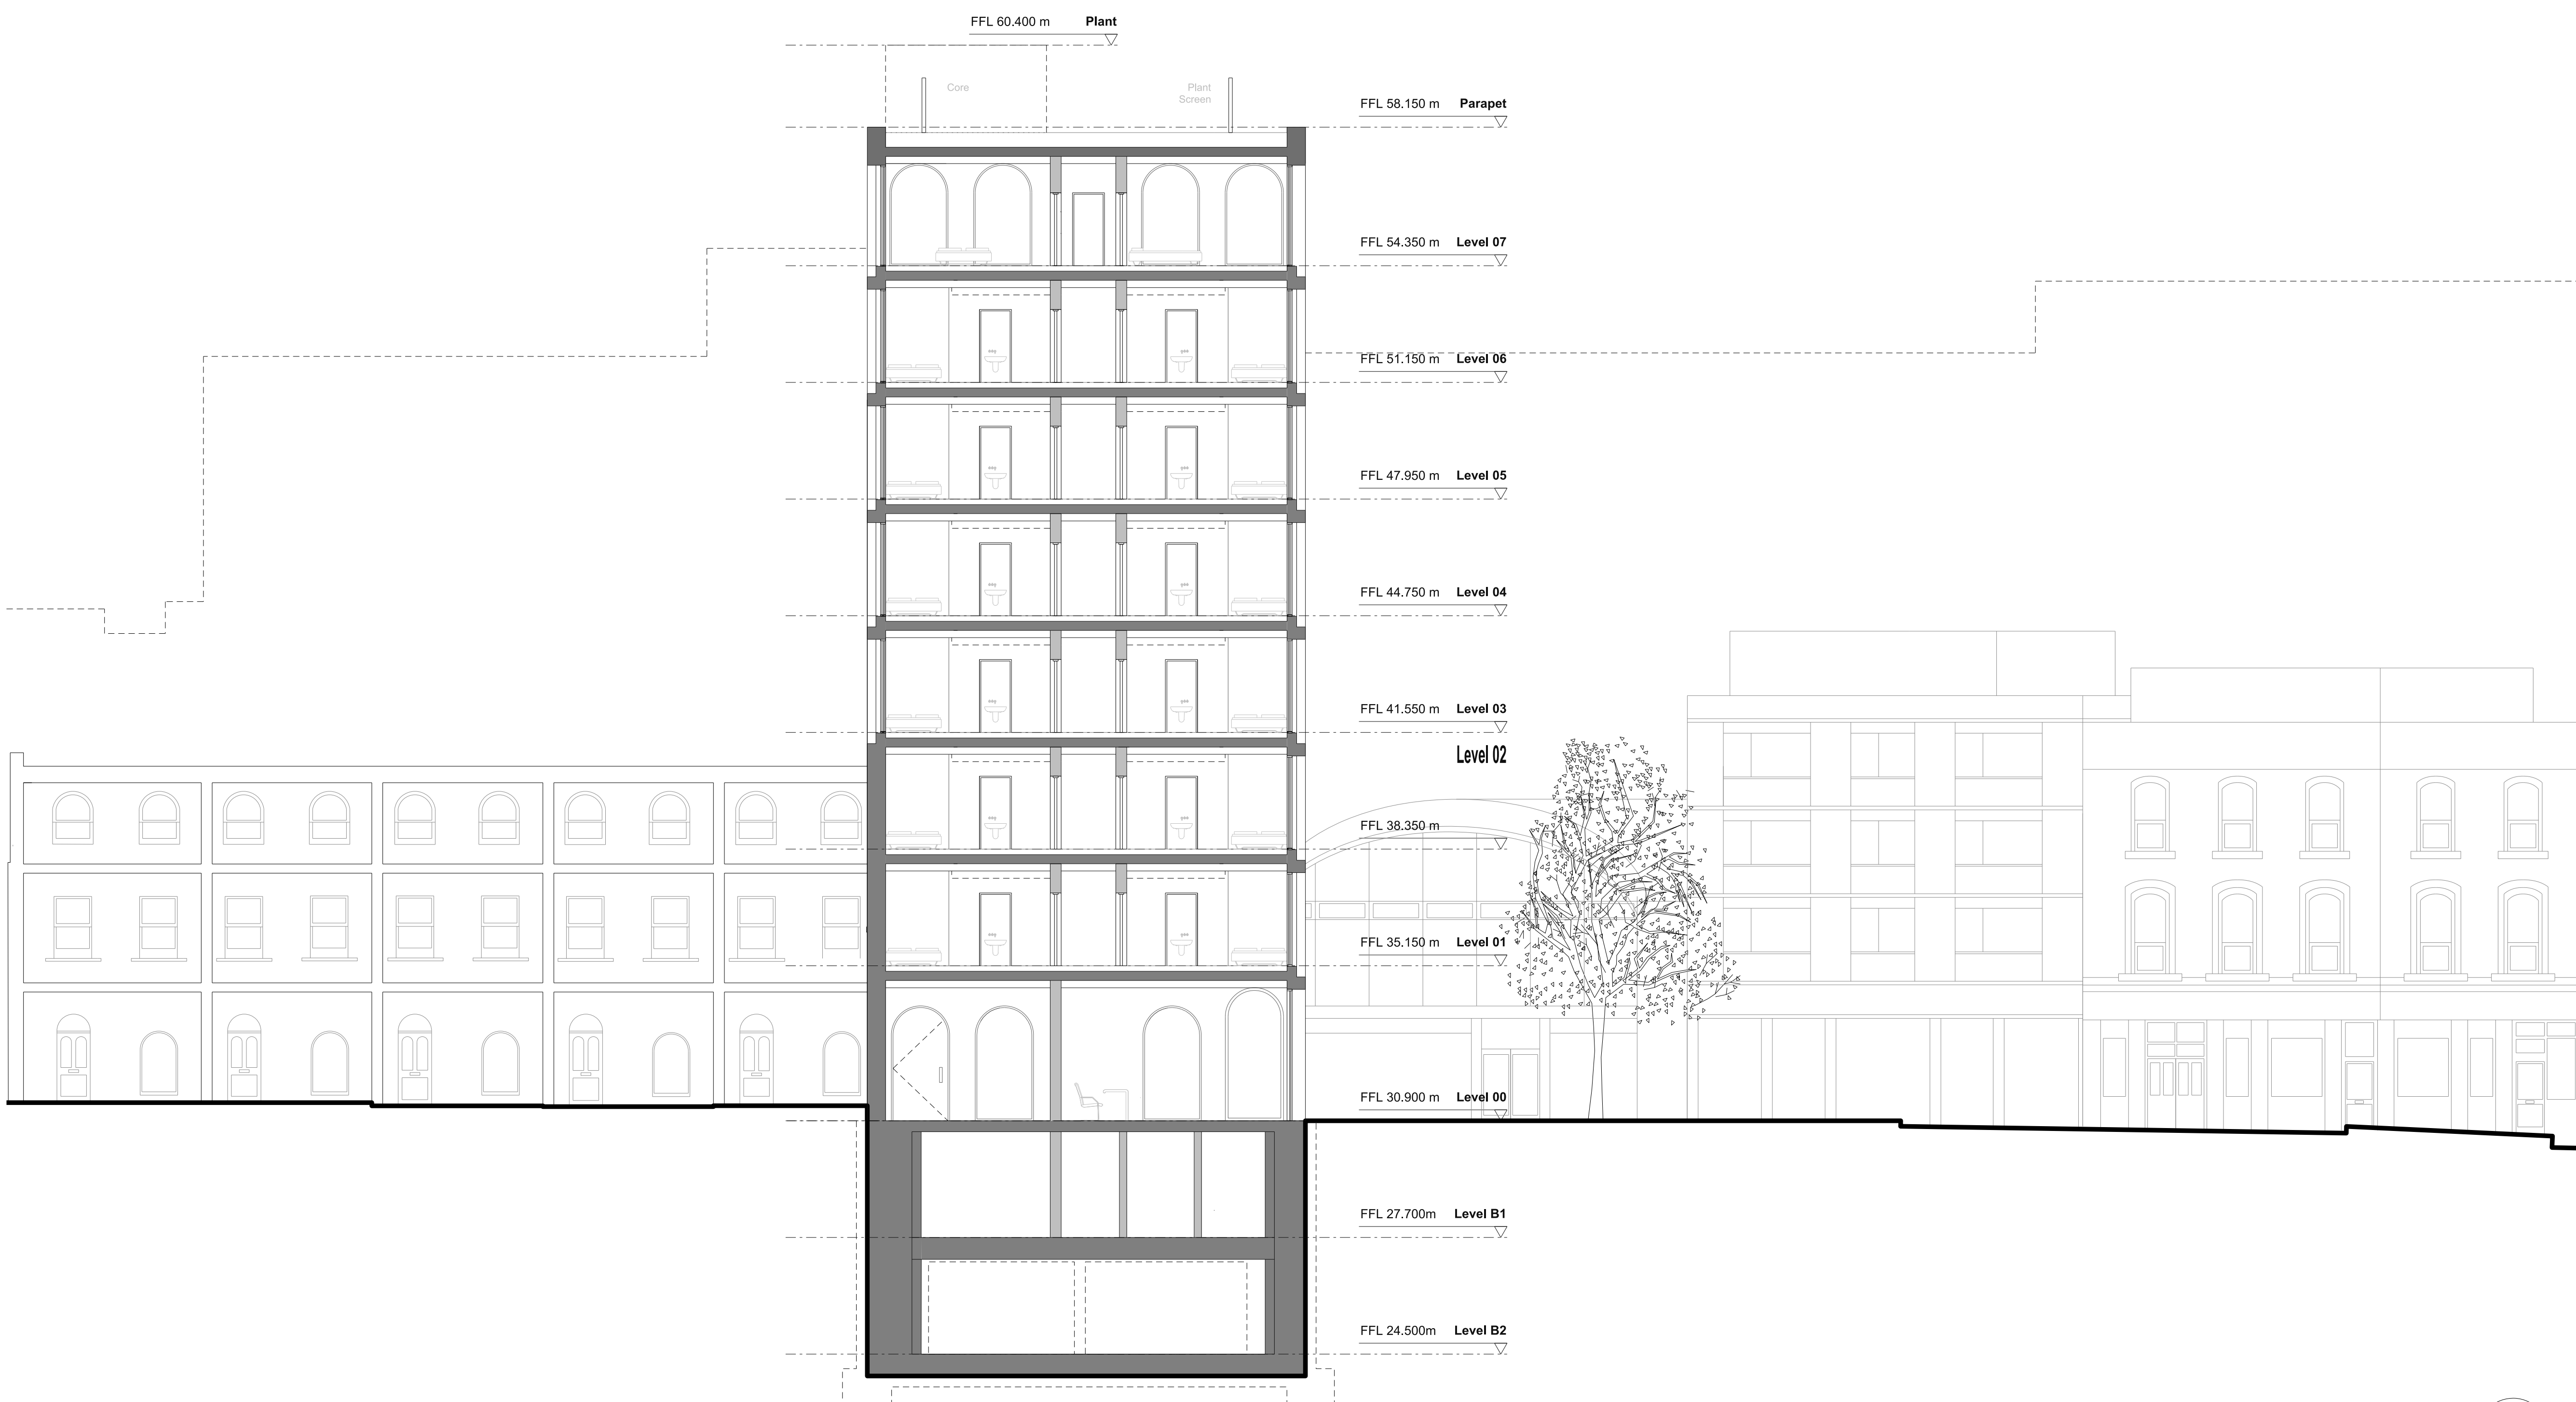 FFL 60.400 m Plant
Core
Plant
Screen
FFL 58.150 m Parapet
FFL 54.350 m Level 07
FFL 51.150 m Level 06
FFL 47.950 m Level 05
FFL 44.750 m Level 04
FFL 41.550 m Level 03
Level 02
FFL 38.350 m
FFL 35.150 m Level 01
FFL 30.900 m Level 00
FFL 27.700m Level B1
FFL 24.500m Level B2